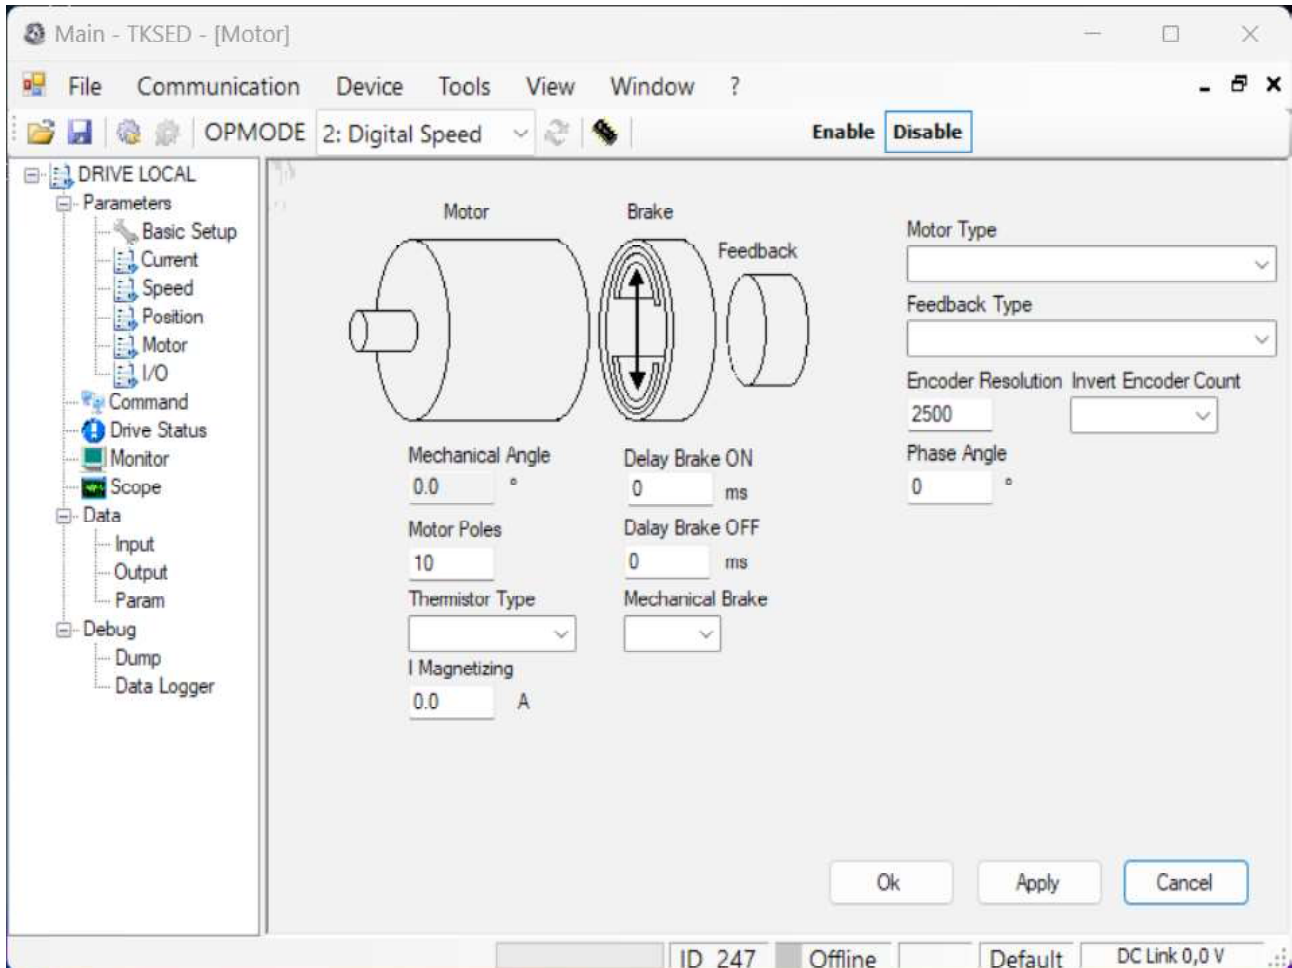 Main - TKSED - [Motor]
File Communication Device Tools View Window ?
OPMODE 2: Digital Speed Enable Disable
DRIVE LOCAL
Parameters
Basic Setup
Current
Speed
Position
Motor
I/O
Command
Drive Status
Monitor
Scope
Data
Input
Output
Param
Debug
Dump
Data Logger
Motor
Brake
Feedback
Mechanical Angle
0.0 °
Motor Poles
10
Thermistor Type
I Magnetizing
0.0 A
Delay Brake ON
0 ms
Dalay Brake OFF
0 ms
Mechanical Brake
Motor Type
Feedback Type
Encoder Resolution Invert Encoder Count
2500
Phase Angle
0 °
Ok Apply Cancel
ID 247 Offline Default DC Link 0,0 V